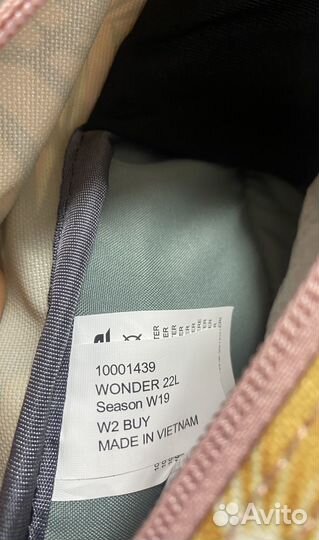 10001439
WONDER 22L
Season W19
W2 BUY
MADE IN VIETNAM
Avito